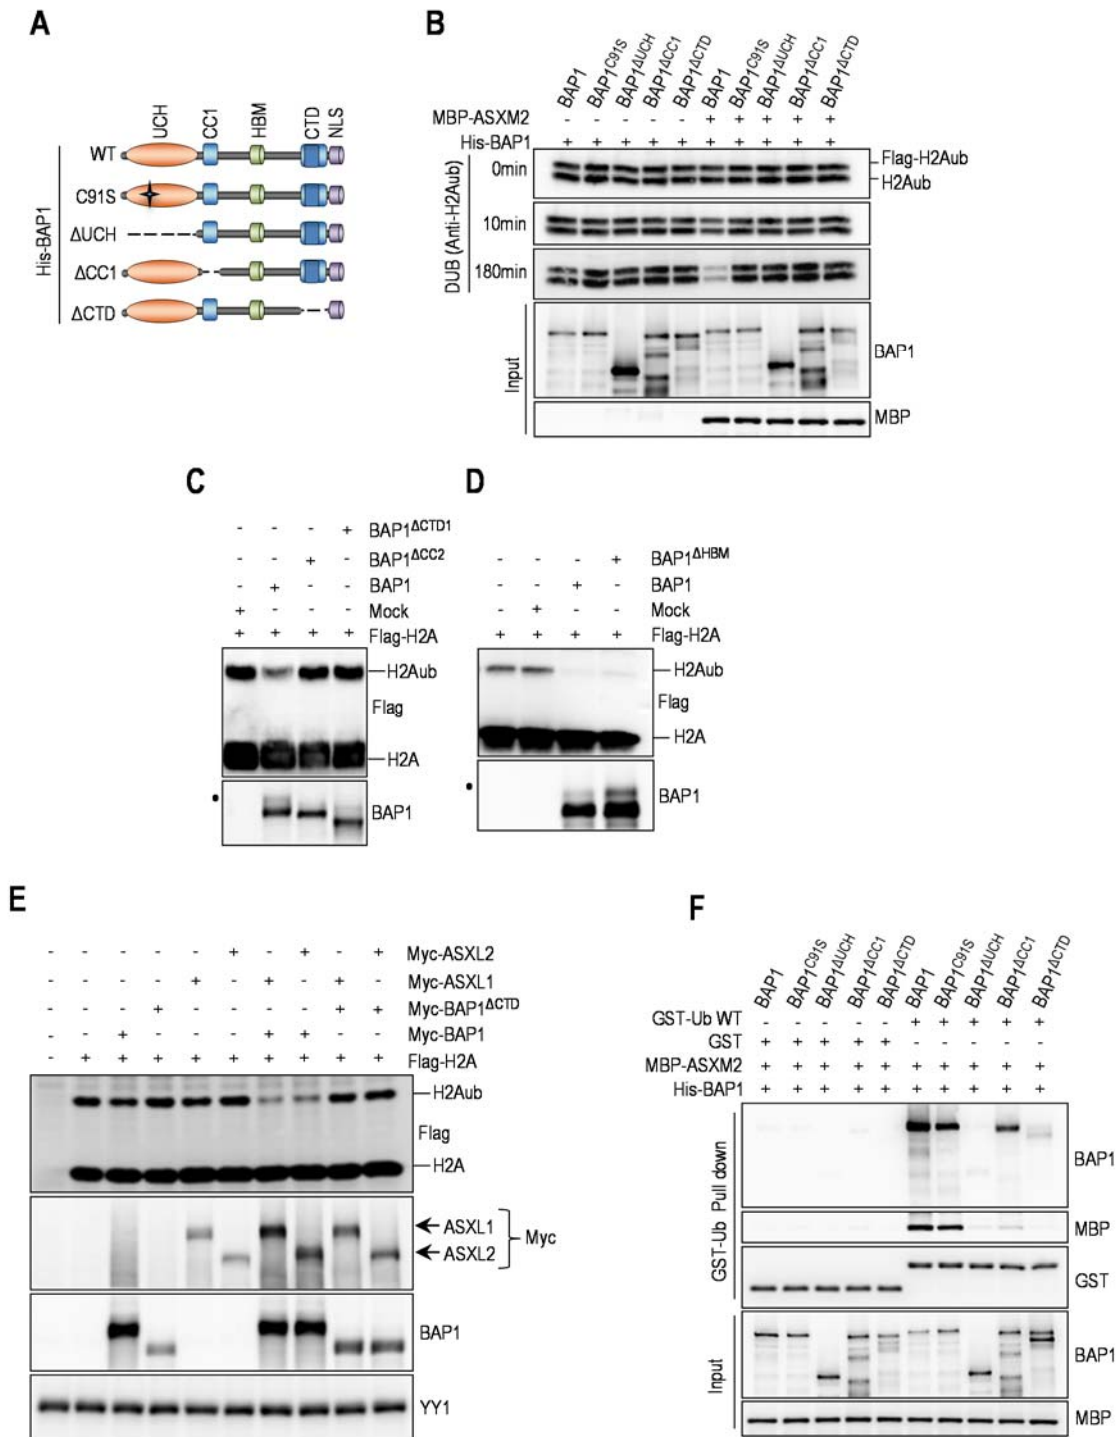 A
UCH
CC1
HBM
CTD
NLS
His-BAP1
WT
C91S
ΔUCH
ΔCC1
ΔCTD
B
BAP1
BAP1C91S
BAP1ΔUCH
BAP1ΔCC1
BAP1ΔCTD
BAP1
BAP1C91S
BAP1ΔUCH
BAP1ΔCC1
BAP1ΔCTD
MBP-ASXM2 - - - - - + + + + +
His-BAP1 + + + + + + + + + +
DUB (Anti-H2Aub)
0min
Flag-H2Aub
H2Aub
10min
180min
Input
BAP1
MBP
C
- - - + BAP1ΔCTD1
- - + - BAP1ΔCC2
- + - - BAP1
+ - - - Mock
+ + + + Flag-H2A
H2Aub
Flag
H2A
BAP1
D
- - - + BAP1ΔHBM
- - + - BAP1
- + - - Mock
+ + + + Flag-H2A
H2Aub
Flag
H2A
BAP1
E
- - - - - + - + - + Myc-ASXL2
- - - - + - + - + - Myc-ASXL1
- - - + - - - - + + Myc-BAP1ΔCTD
- - + - - - + + - - Myc-BAP1
- + + + + + + + + + Flag-H2A
H2Aub
Flag
H2A
ASXL1
ASXL2
Myc
BAP1
YY1
F
BAP1
BAP1C91S
BAP1ΔUCH
BAP1ΔCC1
BAP1ΔCTD
BAP1
BAP1C91S
BAP1ΔUCH
BAP1ΔCC1
BAP1ΔCTD
GST-Ub WT - - - - - + + + + +
GST + + + + + - - - - -
MBP-ASXM2 + + + + + + + + + +
His-BAP1 + + + + + + + + + +
GST-Ub Pull down
BAP1
MBP
GST
Input
BAP1
MBP